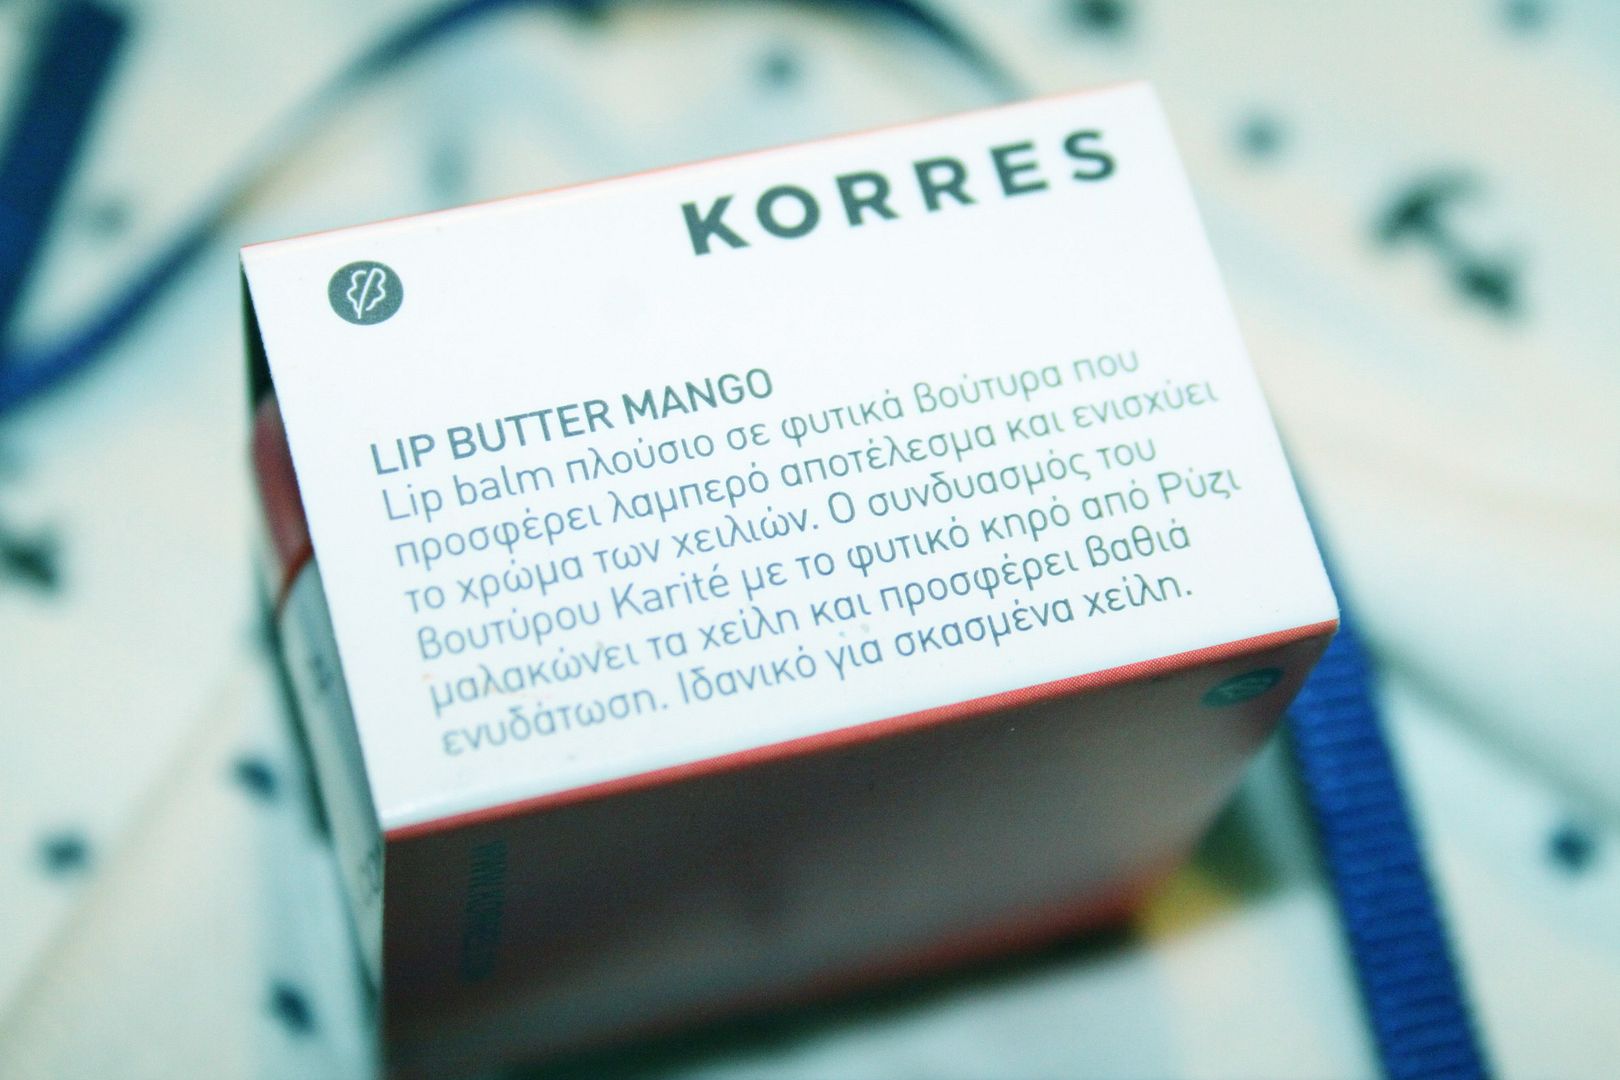 KORRES
LIP BUTTER MANGO
Lip balm πλούσιο σε φυτικά βούτυρα που
προσφέρει λαμπερό αποτέλεσμα και ενισχύει
το χρώμα των χειλιών. Ο συνδυασμός του
βουτύρου Karité με το φυτικό κηρό από Ρύζι
μαλακώνει τα χείλη και προσφέρει βαθιά
ενυδάτωση. Ιδανικό για σκασμένα χείλη.